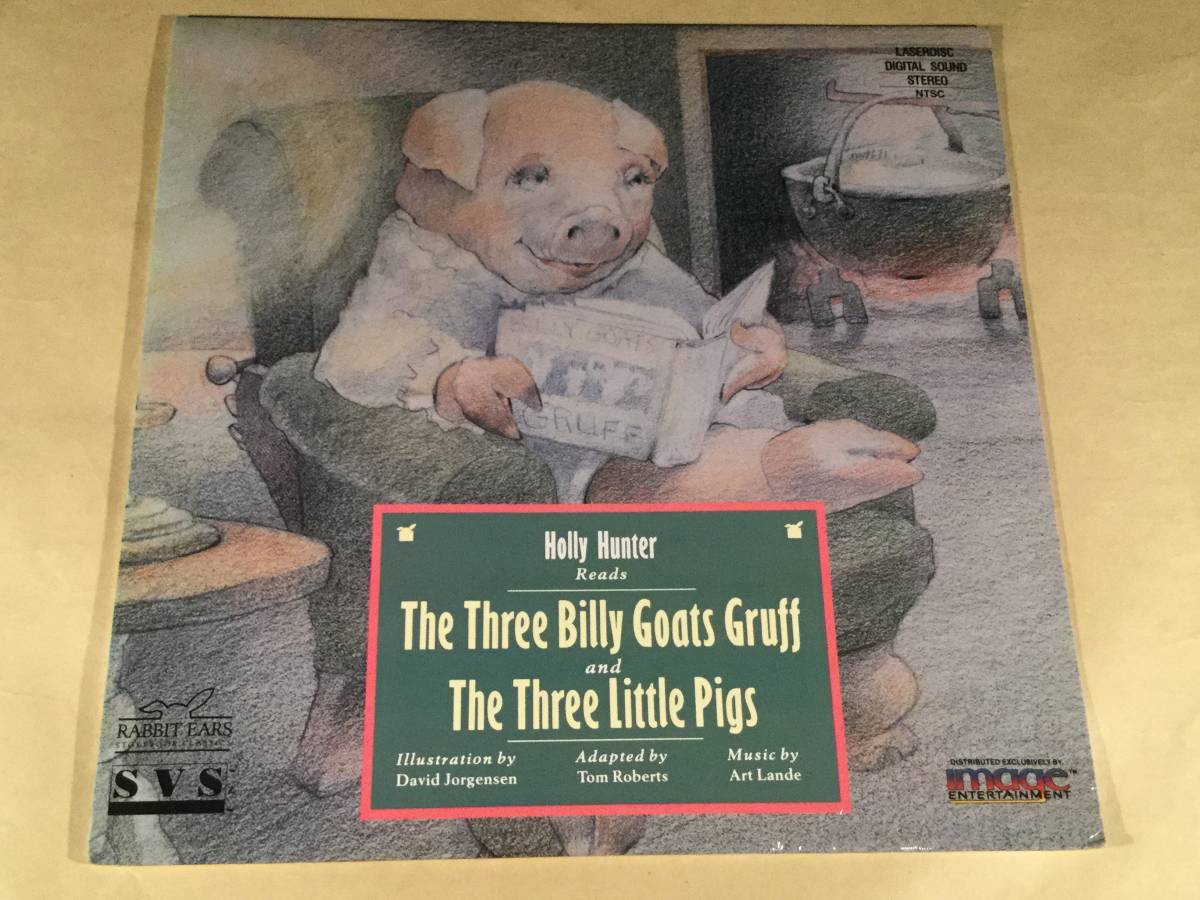 LASERDISC
DIGITAL SOUND
STEREO
NTSC
BILLY GOATS
GRUFF
Holly Hunter
Reads
The Three Billy Goats Gruff
and
The Three Little Pigs
Illustration by
David Jorgensen
Adapted by
Tom Roberts
Music by
Art Lande
RABBIT EARS
SVS
DISTRIBUTED EXCLUSIVELY BY
image™
ENTERTAINMENT